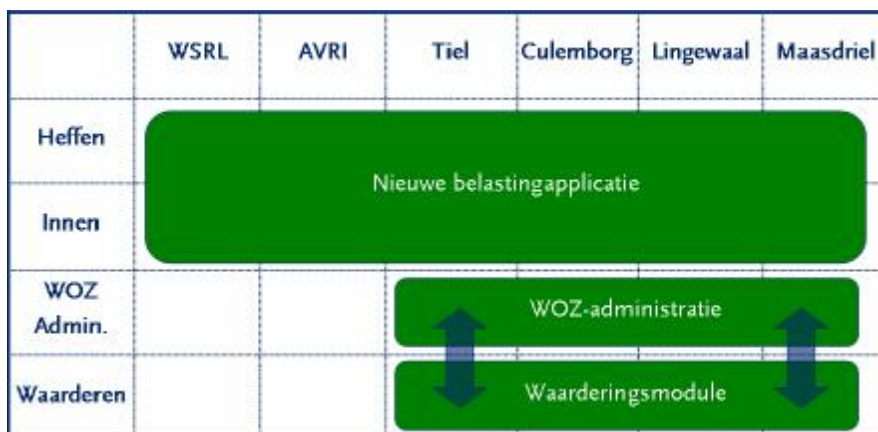 WSRL AVRI Tiel Culemborg Lingewaal Maasdriel
Heffen
Nieuwe belastingapplicatie
Innen
WOZ
Admin.
WOZ-administratie
Waarderen
Waarderingsmodule